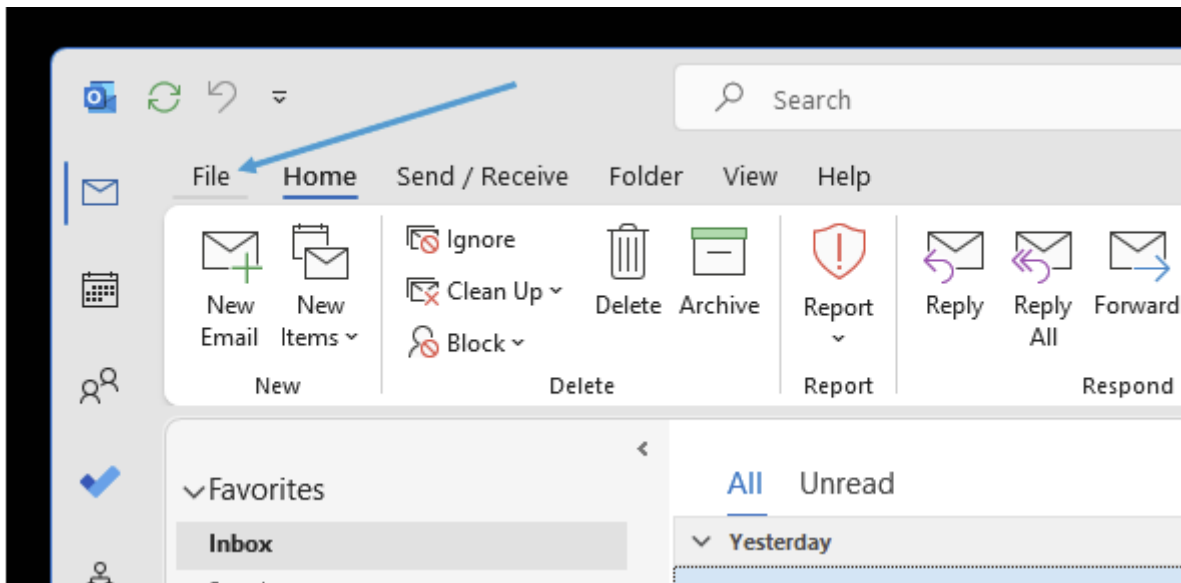 Search
File Home Send / Receive Folder View Help
New Email
New Items
Ignore
Clean Up
Block
Delete
Archive
Report
Reply
Reply All
Forward
New Delete Report Respond
Favorites
Inbox
All Unread
Yesterday